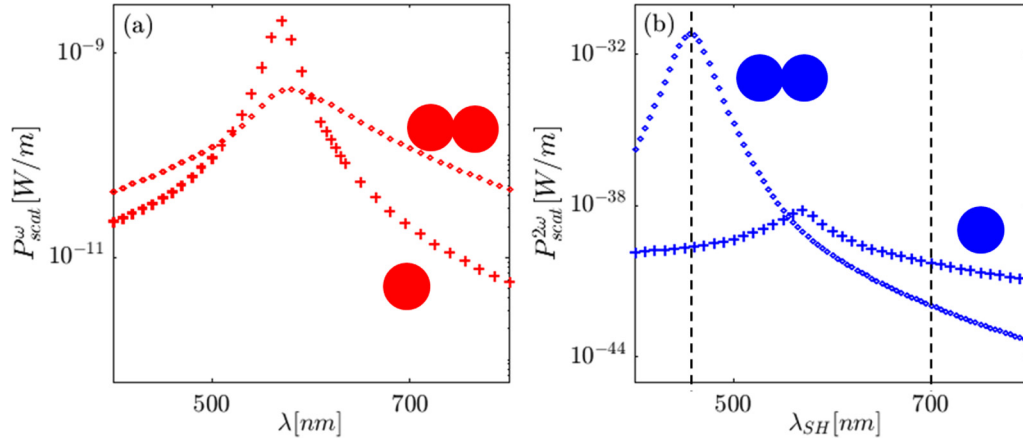 (a)
10⁻⁹
10⁻¹¹
P^ω_scat[W/m]
500
700
λ[nm]
(b)
10⁻³²
10⁻³⁸
10⁻⁴⁴
P^2ω_scat[W/m]
500
700
λ_SH[nm]